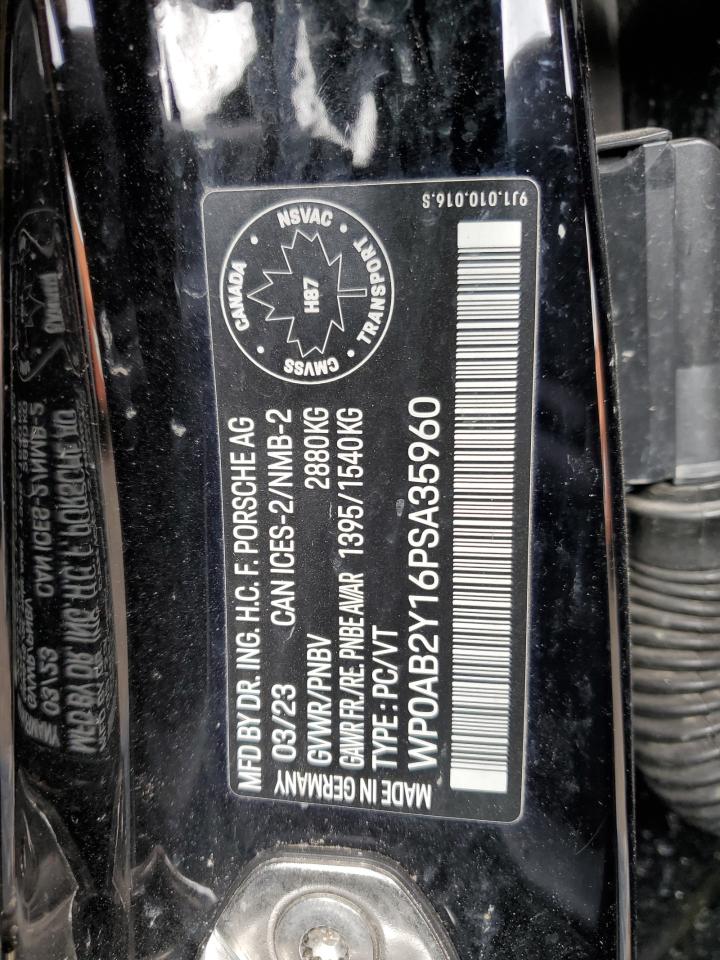 MFD BY DR. ING. H.C. F. PORSCHE AG
03/23 CAN ICES-2/NMB-2
GVWR/PNBV 2880KG
GAWR FR./RE. PNBE AVAR 1395/1540KG
TYPE : PC/VT
MADE IN GERMANY
WP0AB2Y16PSA35960
CANADA • NSVAC • TRANSPORT • CMVSS •
H87
9J1.010.016.S